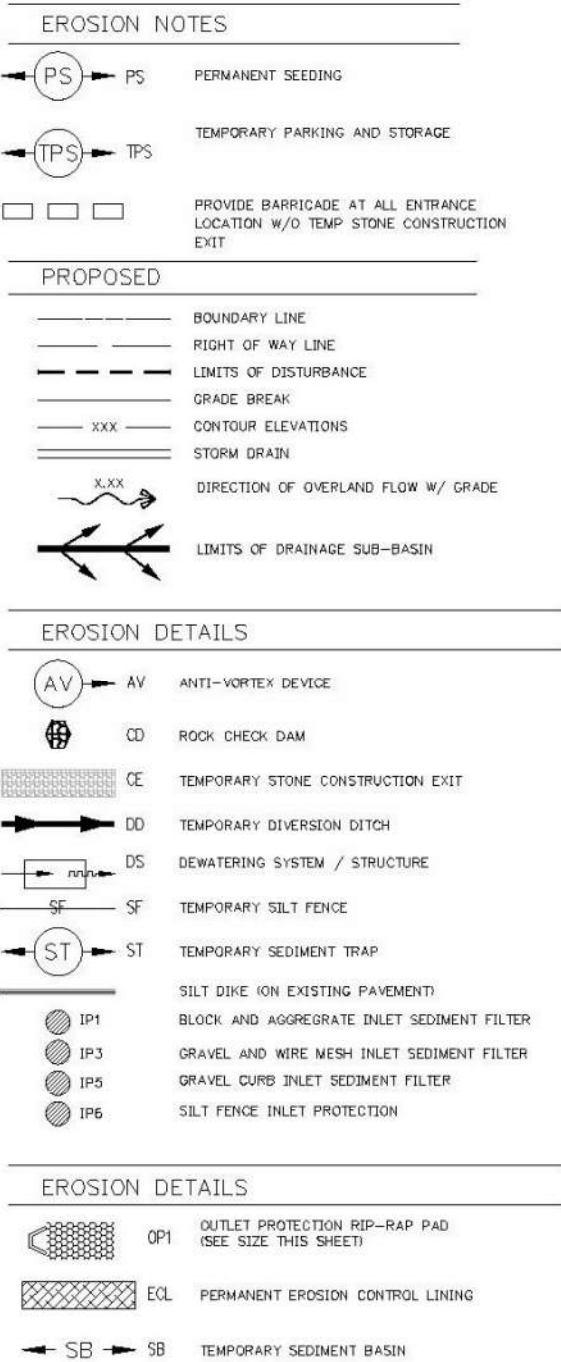 EROSION NOTES
PS PS PERMANENT SEEDING
TPS TPS TEMPORARY PARKING AND STORAGE
PROVIDE BARRICADE AT ALL ENTRANCE
LOCATION W/O TEMP STONE CONSTRUCTION
EXIT
PROPOSED
BOUNDARY LINE
RIGHT OF WAY LINE
LIMITS OF DISTURBANCE
GRADE BREAK
XXX CONTOUR ELEVATIONS
STORM DRAIN
X.XX DIRECTION OF OVERLAND FLOW W/ GRADE
LIMITS OF DRAINAGE SUB-BASIN
EROSION DETAILS
AV AV ANTI-VORTEX DEVICE
CD ROCK CHECK DAM
CE TEMPORARY STONE CONSTRUCTION EXIT
DD TEMPORARY DIVERSION DITCH
DS DEWATERING SYSTEM / STRUCTURE
SF SF TEMPORARY SILT FENCE
ST ST TEMPORARY SEDIMENT TRAP
SILT DIKE (ON EXISTING PAVEMENT)
IP1 BLOCK AND AGGREGRATE INLET SEDIMENT FILTER
IP3 GRAVEL AND WIRE MESH INLET SEDIMENT FILTER
IP5 GRAVEL CURB INLET SEDIMENT FILTER
IP6 SILT FENCE INLET PROTECTION
EROSION DETAILS
OP1 OUTLET PROTECTION RIP-RAP PAD
(SEE SIZE THIS SHEET)
ECL PERMANENT EROSION CONTROL LINING
SB SB TEMPORARY SEDIMENT BASIN